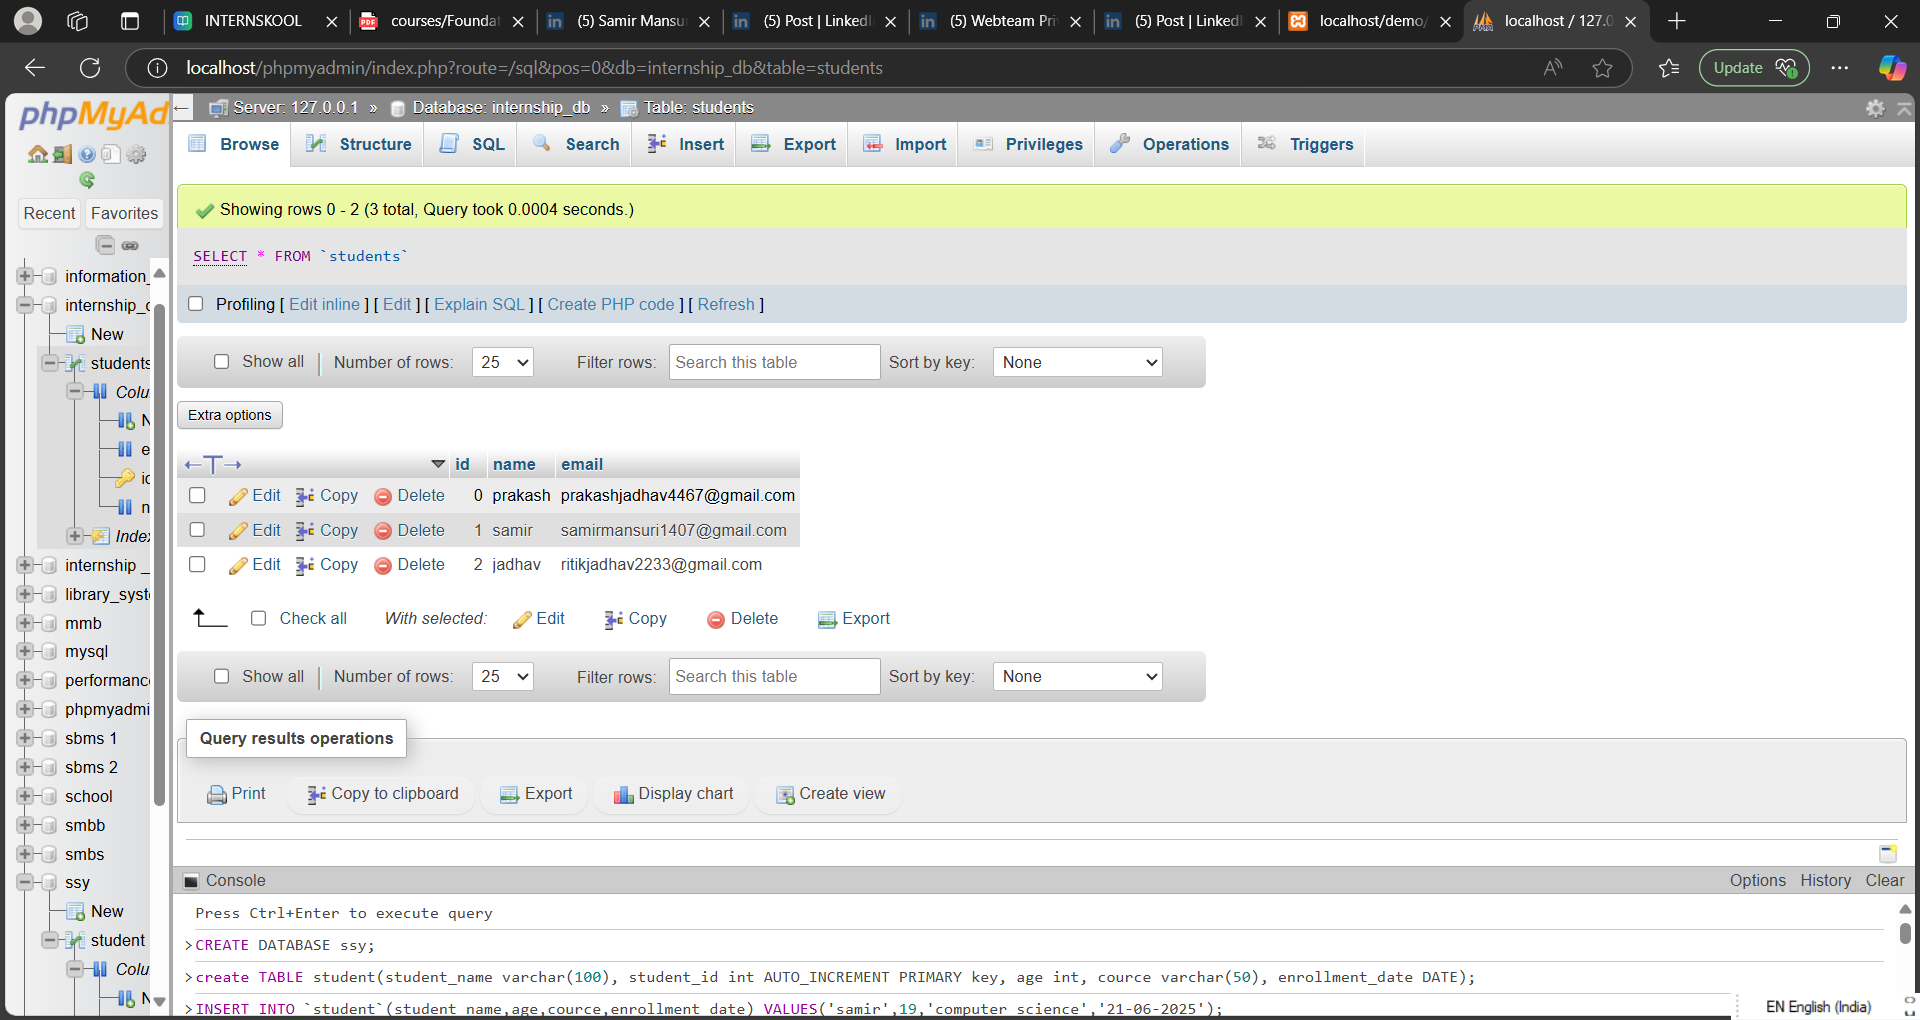 INTERNSKOOL
courses/Foundat
(5) Samir Mansu
(5) Post | LinkedI
(5) Webteam Pri
(5) Post | LinkedI
localhost/demo/
localhost / 127.0
localhost/phpmyadmin/index.php?route=/sql&pos=0&db=internship_db&table=students
Update
phpMyAd
Server: 127.0.0.1 » Database: internship_db » Table: students
Browse Structure SQL Search Insert Export Import Privileges Operations Triggers
Recent Favorites
information_
internship_c
New
students
Colu
N
e
ic
n
Index
internship _
library_syste
mmb
mysql
performance
phpmyadmi
sbms 1
sbms 2
school
smbb
smbs
ssy
New
student
Colu
N
Showing rows 0 - 2 (3 total, Query took 0.0004 seconds.)
SELECT * FROM `students`
Profiling [ Edit inline ] [ Edit ] [ Explain SQL ] [ Create PHP code ] [ Refresh ]
Show all | Number of rows: 25 Filter rows: Search this table Sort by key: None
Extra options
←T→ id name email
Edit Copy Delete 0 prakash prakashjadhav4467@gmail.com
Edit Copy Delete 1 samir samirmansuri1407@gmail.com
Edit Copy Delete 2 jadhav ritikjadhav2233@gmail.com
Check all With selected: Edit Copy Delete Export
Show all | Number of rows: 25 Filter rows: Search this table Sort by key: None
Query results operations
Print Copy to clipboard Export Display chart Create view
Console Options History Clear
Press Ctrl+Enter to execute query
>CREATE DATABASE ssy;
>create TABLE student(student_name varchar(100), student_id int AUTO_INCREMENT PRIMARY key, age int, cource varchar(50), enrollment_date DATE);
>INSERT INTO `student`(student_name,age,cource,enrollment_date) VALUES('samir',19,'computer science','21-06-2025');
EN English (India)